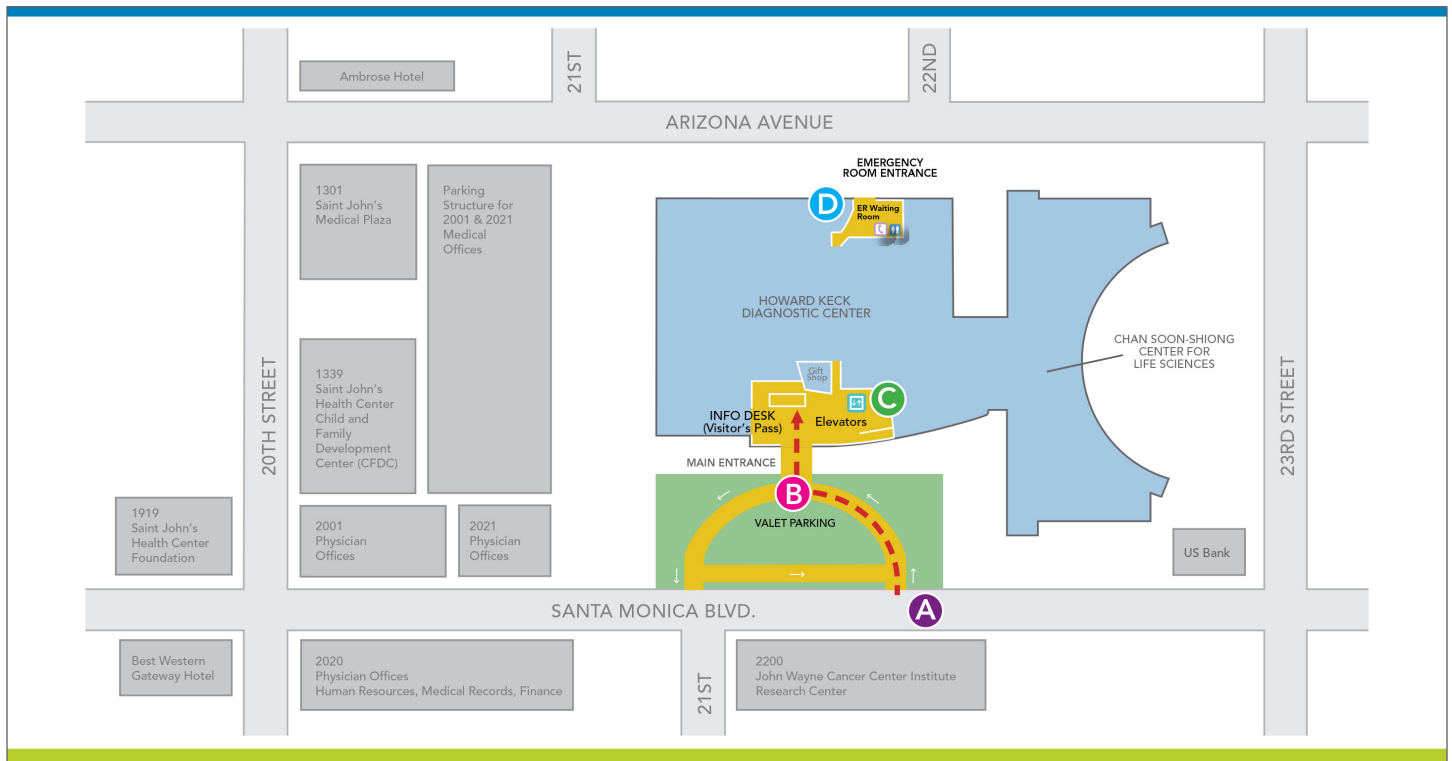 21ST
22ND
Ambrose Hotel
ARIZONA AVENUE
EMERGENCY
ROOM ENTRANCE
1301
Saint John's
Medical Plaza
Parking
Structure for
2001 & 2021
Medical
Offices
D
ER Waiting
Room
HOWARD KECK
DIAGNOSTIC CENTER
CHAN SOON-SHIONG
CENTER FOR
LIFE SCIENCES
20TH STREET
23RD STREET
1339
Saint John's
Health Center
Child and
Family
Development
Center (CFDC)
Gift
Shop
C
INFO DESK
(Visitor's Pass)
Elevators
MAIN ENTRANCE
B
VALET PARKING
1919
Saint John's
Health Center
Foundation
2001
Physician
Offices
2021
Physician
Offices
US Bank
SANTA MONICA BLVD.
A
Best Western
Gateway Hotel
2020
Physician Offices
Human Resources, Medical Records, Finance
21ST
2200
John Wayne Cancer Center Institute
Research Center